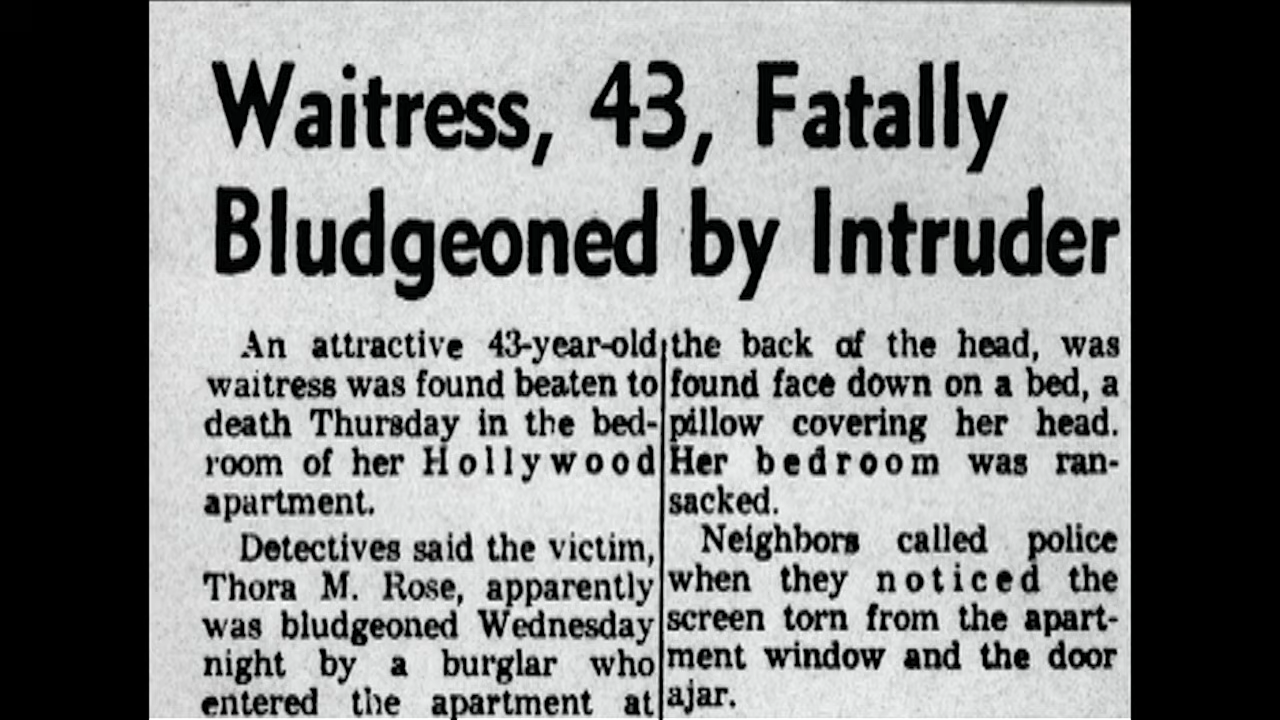 Waitress, 43, Fatally
Bludgeoned by Intruder
An attractive 43-year-old
waitress was found beaten to
death Thursday in the bed-
room of her Hollywood
apartment.
Detectives said the victim,
Thora M. Rose, apparently
was bludgeoned Wednesday
night by a burglar who
entered the apartment at
the back of the head, was
found face down on a bed, a
pillow covering her head.
Her bedroom was ran-
sacked.
Neighbors called police
when they noticed the
screen torn from the apart-
ment window and the door
ajar.